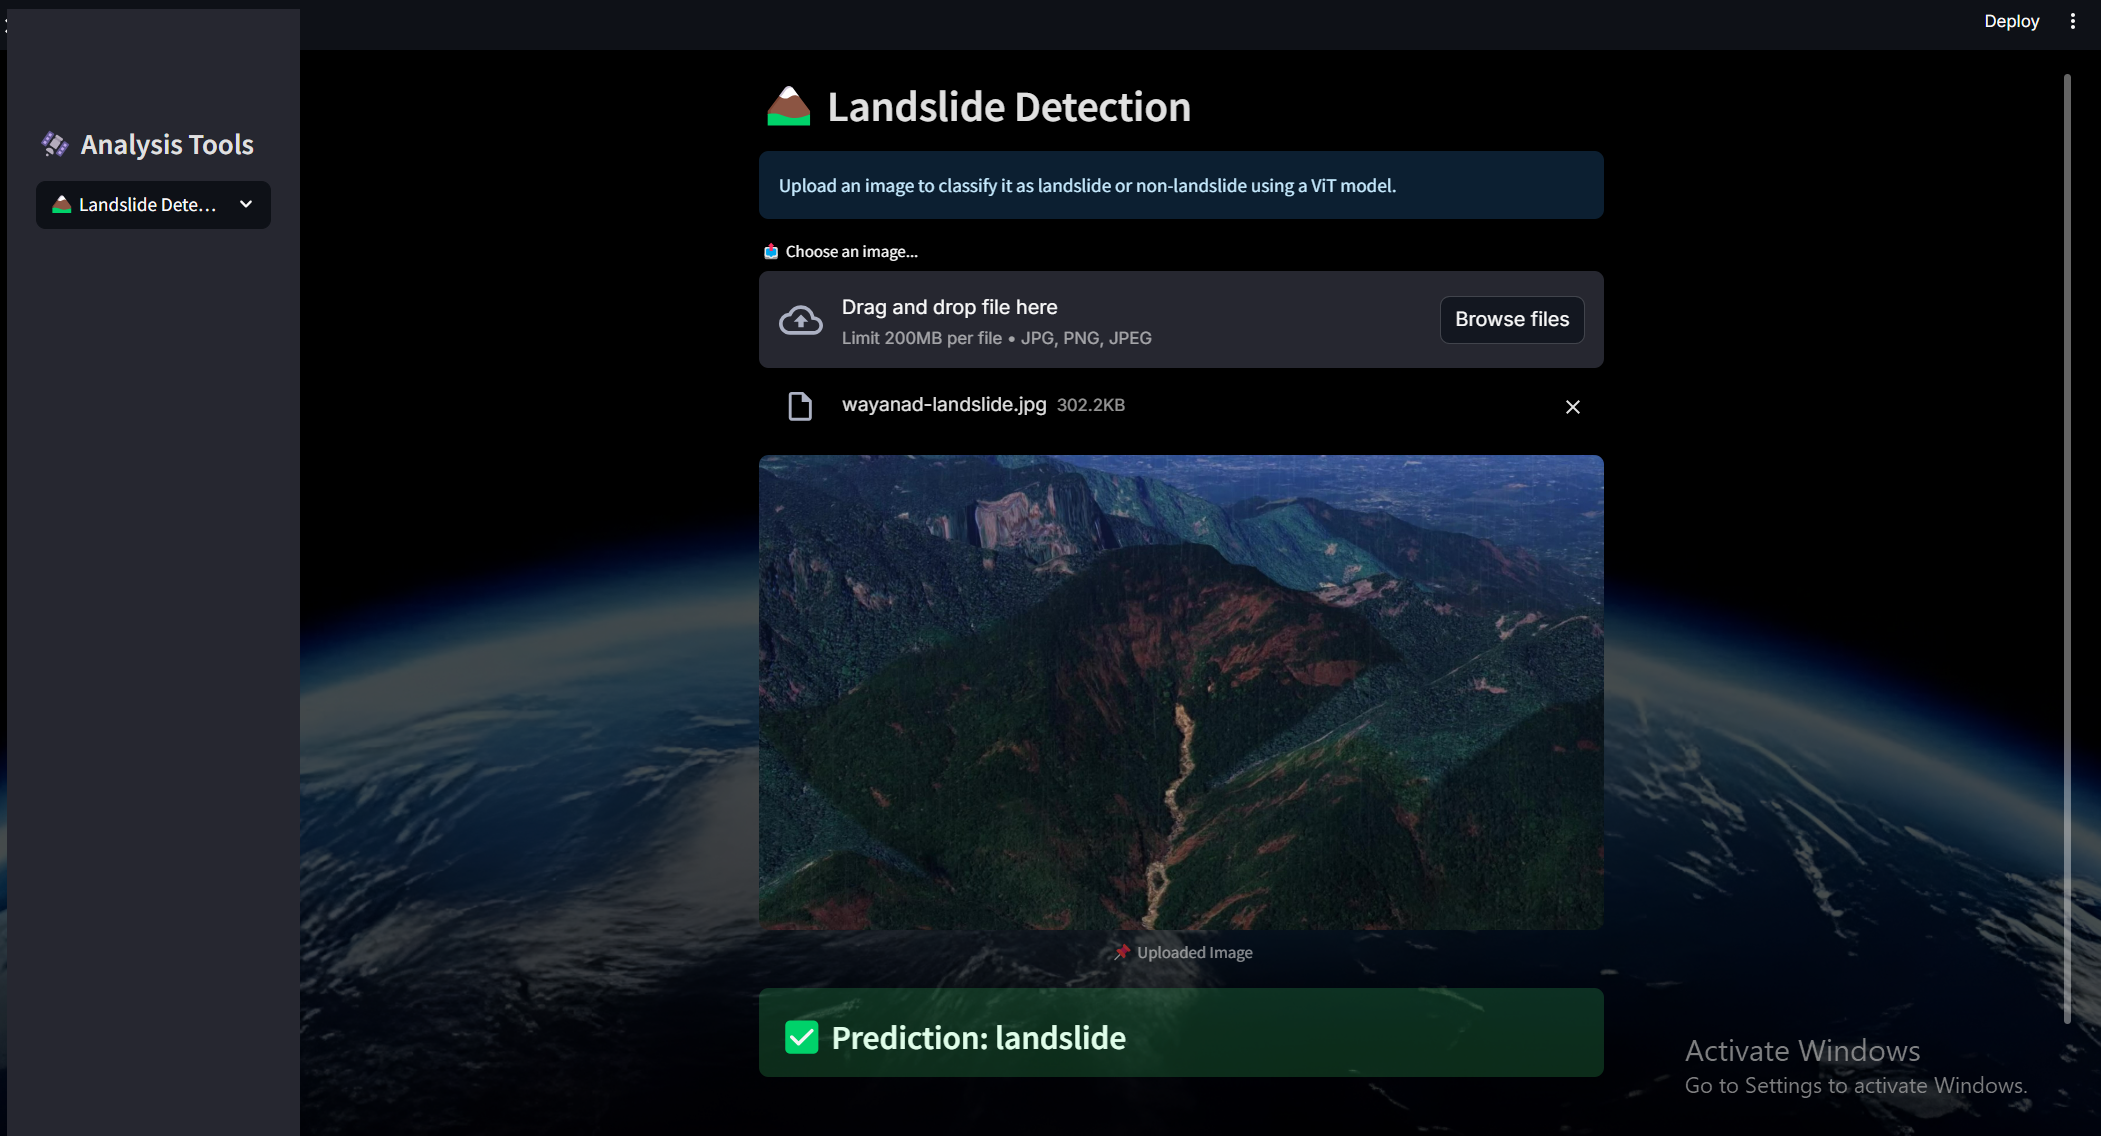 Deploy
Analysis Tools
Landslide Dete...
Landslide Detection
Upload an image to classify it as landslide or non-landslide using a ViT model.
Choose an image...
Drag and drop file here
Limit 200MB per file • JPG, PNG, JPEG
Browse files
wayanad-landslide.jpg 302.2KB
Uploaded Image
Prediction: landslide
Activate Windows
Go to Settings to activate Windows.